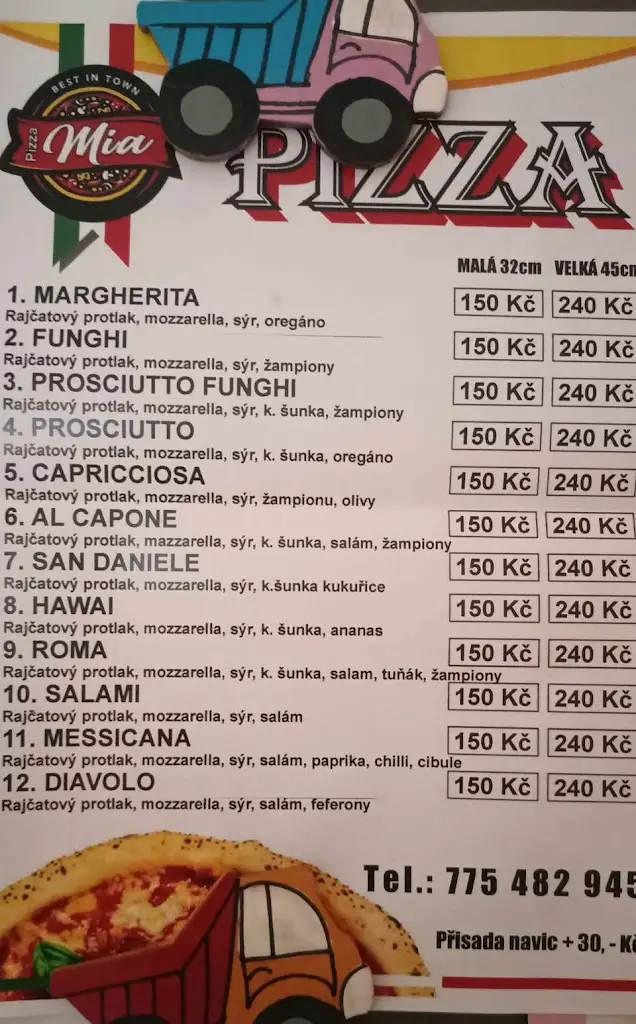 BEST IN TOWN
Pizza Mia
PIZZA
MALÁ 32cm VELKÁ 45cm
1. MARGHERITA 150 Kč 240 Kč
Rajčatový protlak, mozzarella, sýr, oregáno
2. FUNGHI 150 Kč 240 Kč
Rajčatový protlak, mozzarella, sýr, žampiony
3. PROSCIUTTO FUNGHI 150 Kč 240 Kč
Rajčatový protlak, mozzarella, sýr, k. šunka, žampiony
4. PROSCIUTTO 150 Kč 240 Kč
Rajčatový protlak, mozzarella, sýr, k. šunka, oregáno
5. CAPRICCIOSA 150 Kč 240 Kč
Rajčatový protlak, mozzarella, sýr, žampionu, olivy
6. AL CAPONE 150 Kč 240 Kč
Rajčatový protlak, mazzarella, sýr, k. šunka, salám, žampiony
7. SAN DANIELE 150 Kč 240 Kč
Rajčatový protlak, mozzarella, sýr, k.šunka kukuřice
8. HAWAI 150 Kč 240 Kč
Rajčatový protlak, mozzarella, sýr, k. šunka, ananas
9. ROMA 150 Kč 240 Kč
Rajčatový protlak, mozzarella, sýr, k. šunka, salam, tuňák, žampiony
10. SALAMI 150 Kč 240 Kč
Rajčatový protlak, mozzarella, sýr, salám
11. MESSICANA 150 Kč 240 Kč
Rajčatový protlak, mozzarella, sýr, salám, paprika, chilli, cibule
12. DIAVOLO 150 Kč 240 Kč
Rajčatový protlak, mozzarella, sýr, salám, feferony
Tel.: 775 482 945
Přisada navic + 30, - Kč